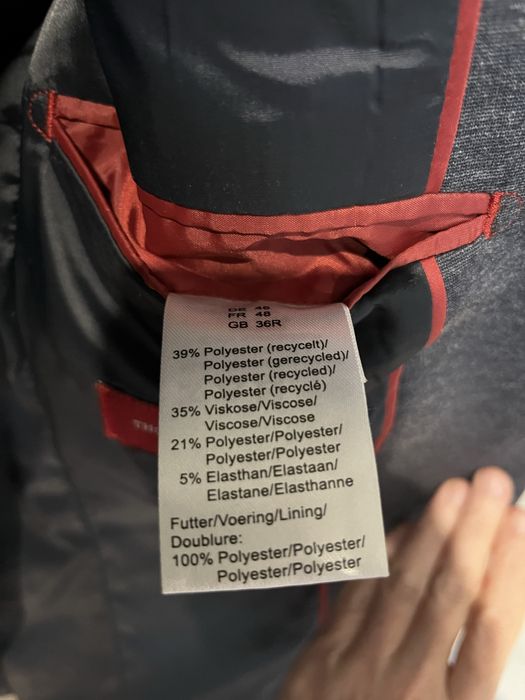 DE 46
FR 48
GB 36R
39% Polyester (recycelt)/
Polyester (gerecycled)/
Polyester (recycled)/
Polyester (recyclé)
35% Viskose/Viscose/
Viscose/Viscose
21% Polyester/Polyester/
Polyester/Polyester
5% Elasthan/Elastaan/
Elastane/Elasthanne
Futter/Voering/Lining/
Doublure:
100% Polyester/Polyester/
Polyester/Polyester